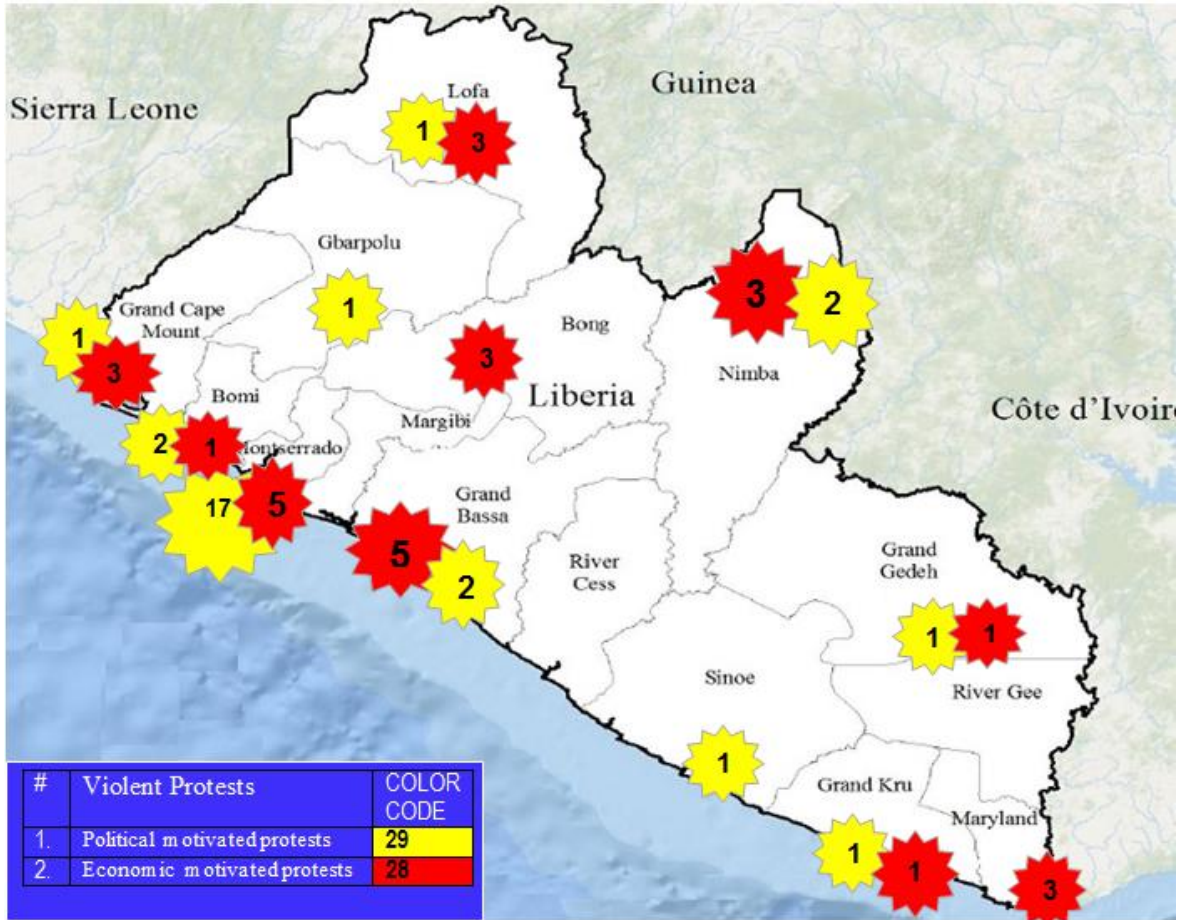 Guinea
Sierra Leone
Lofa
1
3
Gbarpolu
3
2
1
Grand Cape
Mount
1
3
3
Bong
Nimba
Liberia
Bomi
Margibi
Côte d'Ivoir
2
1
Montserrado
17
5
Grand
Bassa
5
2
River
Cess
Grand
Gedeh
1
1
Sinoe
River Gee
1
Grand Kru
Maryland
1
1
3
# Violent Protests COLOR
CODE
1. Political motivated protests 29
2. Economic motivated protests 28